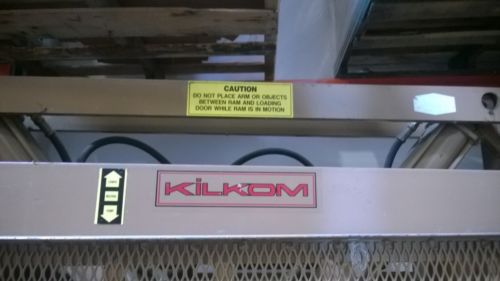 CAUTION
DO NOT PLACE ARM OR OBJECTS
BETWEEN RAM AND LOADING
DOOR WHILE RAM IS IN MOTION
KiLKOM